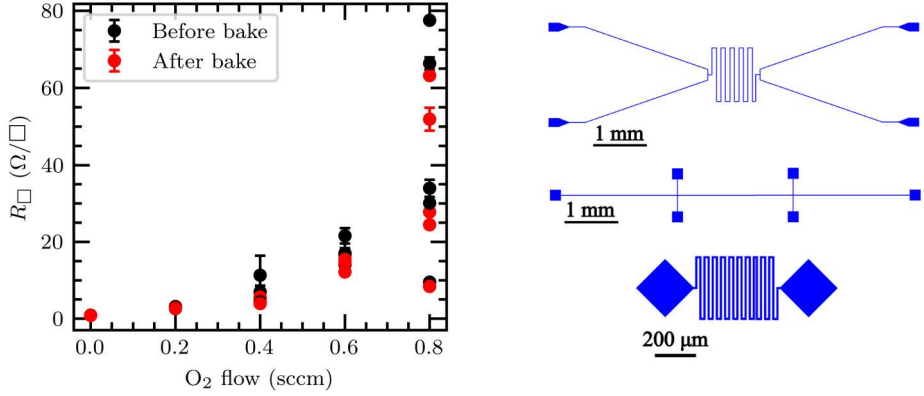 80
60
40
20
0
R□ (Ω/□)
Before bake
After bake
0.0 0.2 0.4 0.6 0.8
O₂ flow (sccm)
1 mm
1 mm
200 µm